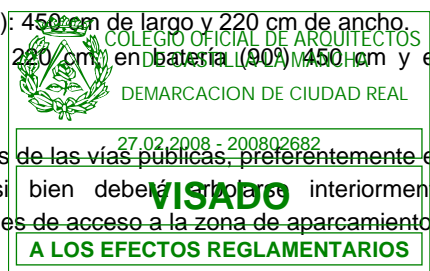 ): 450 cm de largo y 220 cm de ancho.
COLEGIO OFICIAL DE ARQUITECTOS
220 cm, en batería (90º) 450 cm y e
DE CASTILLA-LA MANCHA
DEMARCACION DE CIUDAD REAL
27.02.2008 - 200802682
s de las vías públicas, preferentemente e
VISADO
si bien deberá arbolarse interiormen
es de acceso a la zona de aparcamiento
A LOS EFECTOS REGLAMENTARIOS